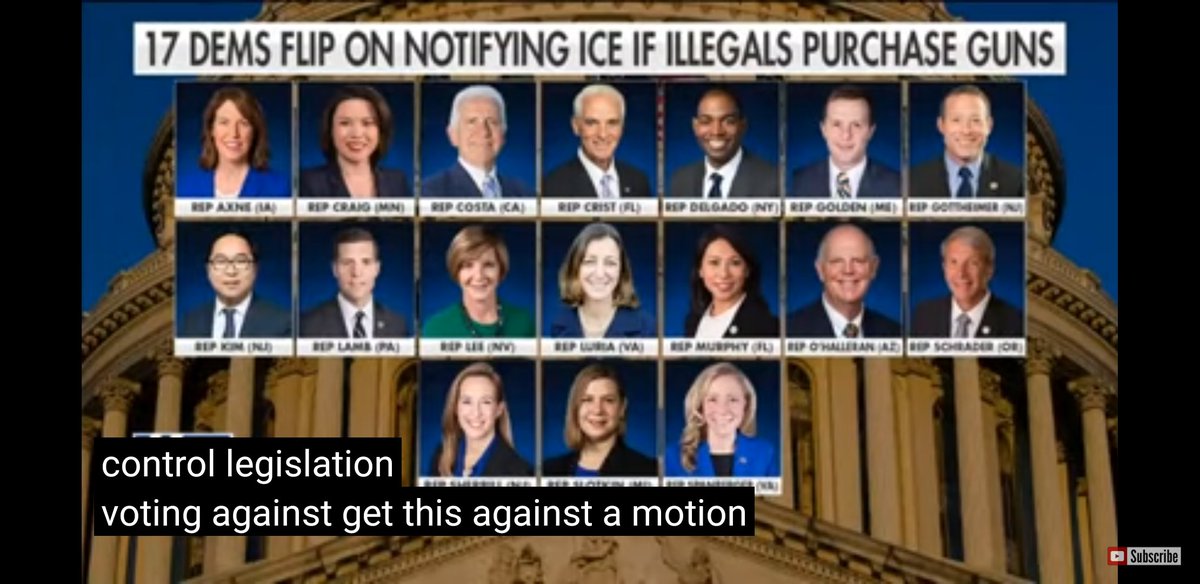 17 DEMS FLIP ON NOTIFYING ICE IF ILLEGALS PURCHASE GUNS
REP AXNE (IA) REP CRAIG (MN) REP COSTA (CA) REP CRIST (FL) REP DELGADO (NY) REP GOLDEN (ME) REP GOTTHEIMER (NJ)
REP KIM (NJ) REP LAMB (PA) REP LEE (NV) REP LURIA (VA) REP MURPHY (FL) REP O'HALLERAN (AZ) REP SCHRADER (OR)
REP SHERRILL (NJ) REP SLOTKIN (MI) REP SPANBERGER (VA)
control legislation
voting against get this against a motion
Subscribe